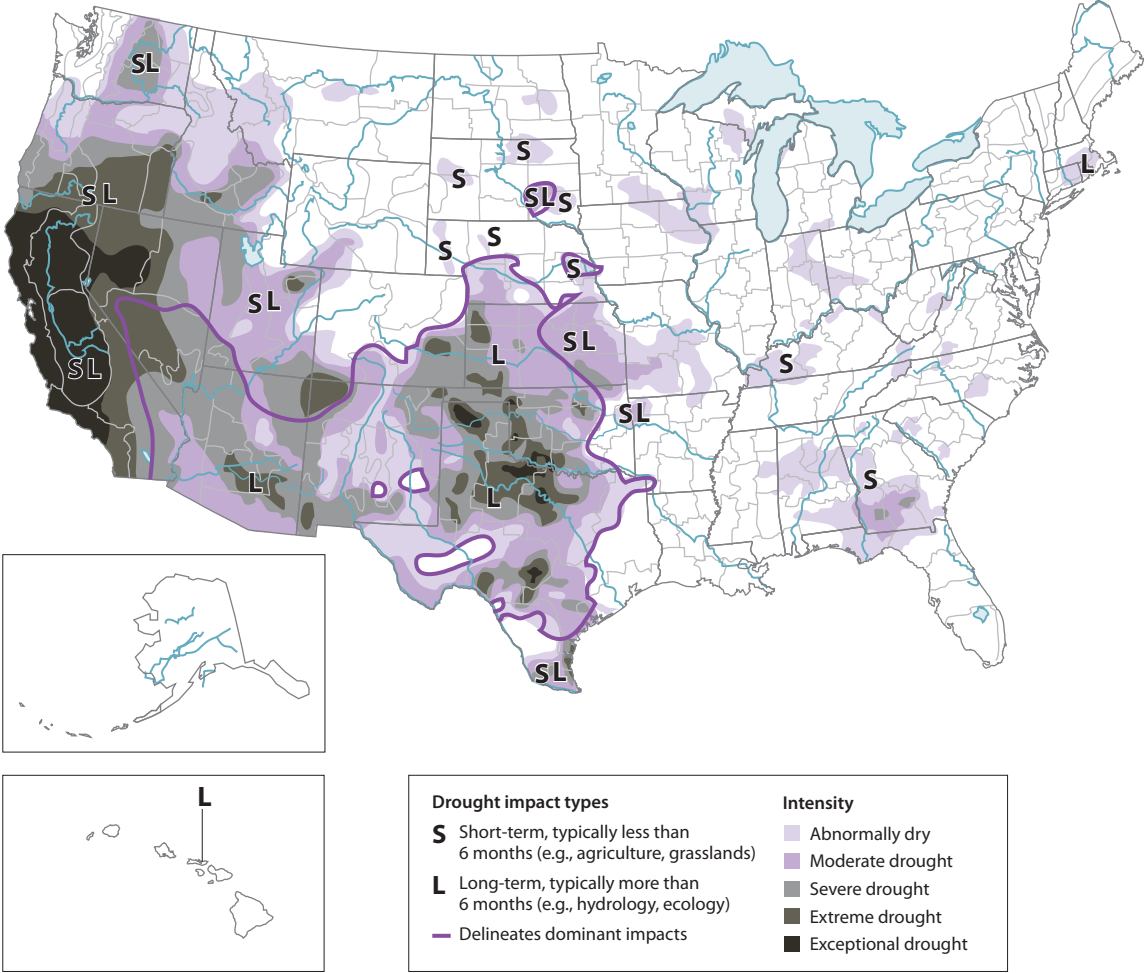 SL
S
S
L
SL
S
SL
S
S
S
SL
L
SL
S
SL
SL
L
S
L
SL
L
Drought impact types
S Short-term, typically less than
6 months (e.g., agriculture, grasslands)
L Long-term, typically more than
6 months (e.g., hydrology, ecology)
Delineates dominant impacts
Intensity
Abnormally dry
Moderate drought
Severe drought
Extreme drought
Exceptional drought